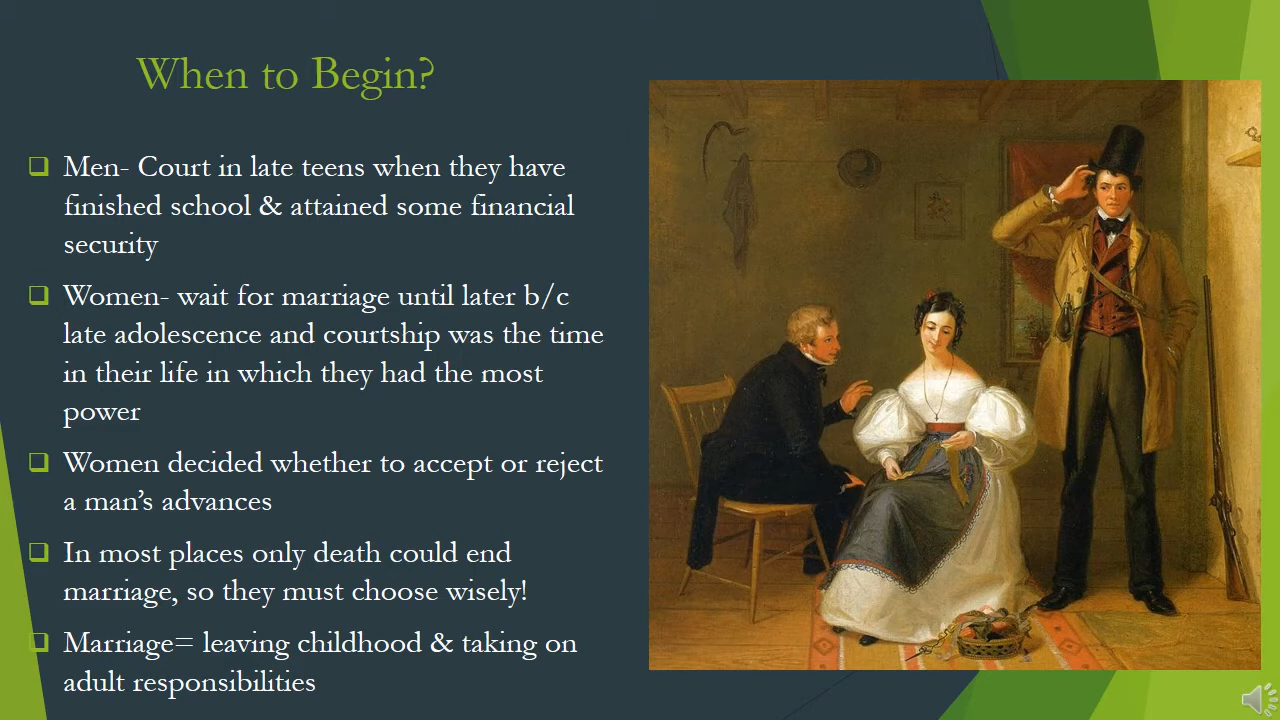 When to Begin?
Men- Court in late teens when they have
finished school & attained some financial
security
Women- wait for marriage until later b/c
late adolescence and courtship was the time
in their life in which they had the most
power
Women decided whether to accept or reject
a man’s advances
In most places only death could end
marriage, so they must choose wisely!
Marriage= leaving childhood & taking on
adult responsibilities